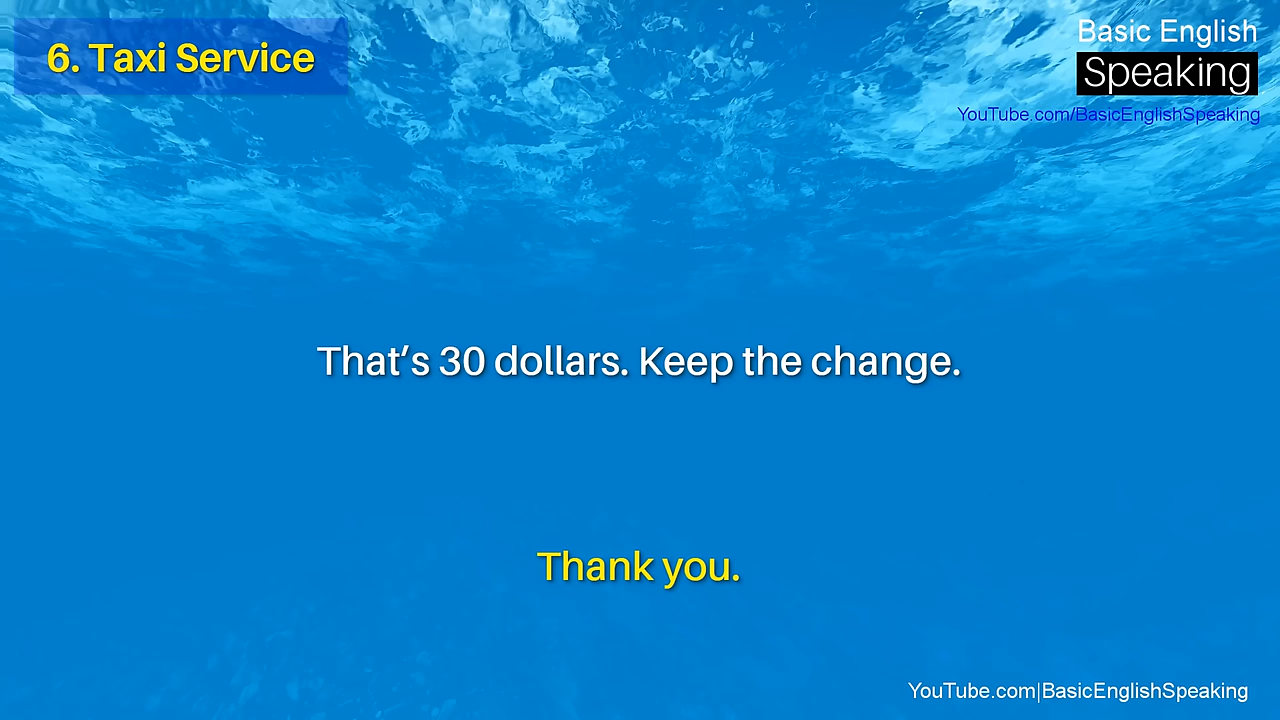 6. Taxi Service
Basic English
Speaking
YouTube.com/BasicEnglishSpeaking
That’s 30 dollars. Keep the change.
Thank you.
YouTube.com|BasicEnglishSpeaking